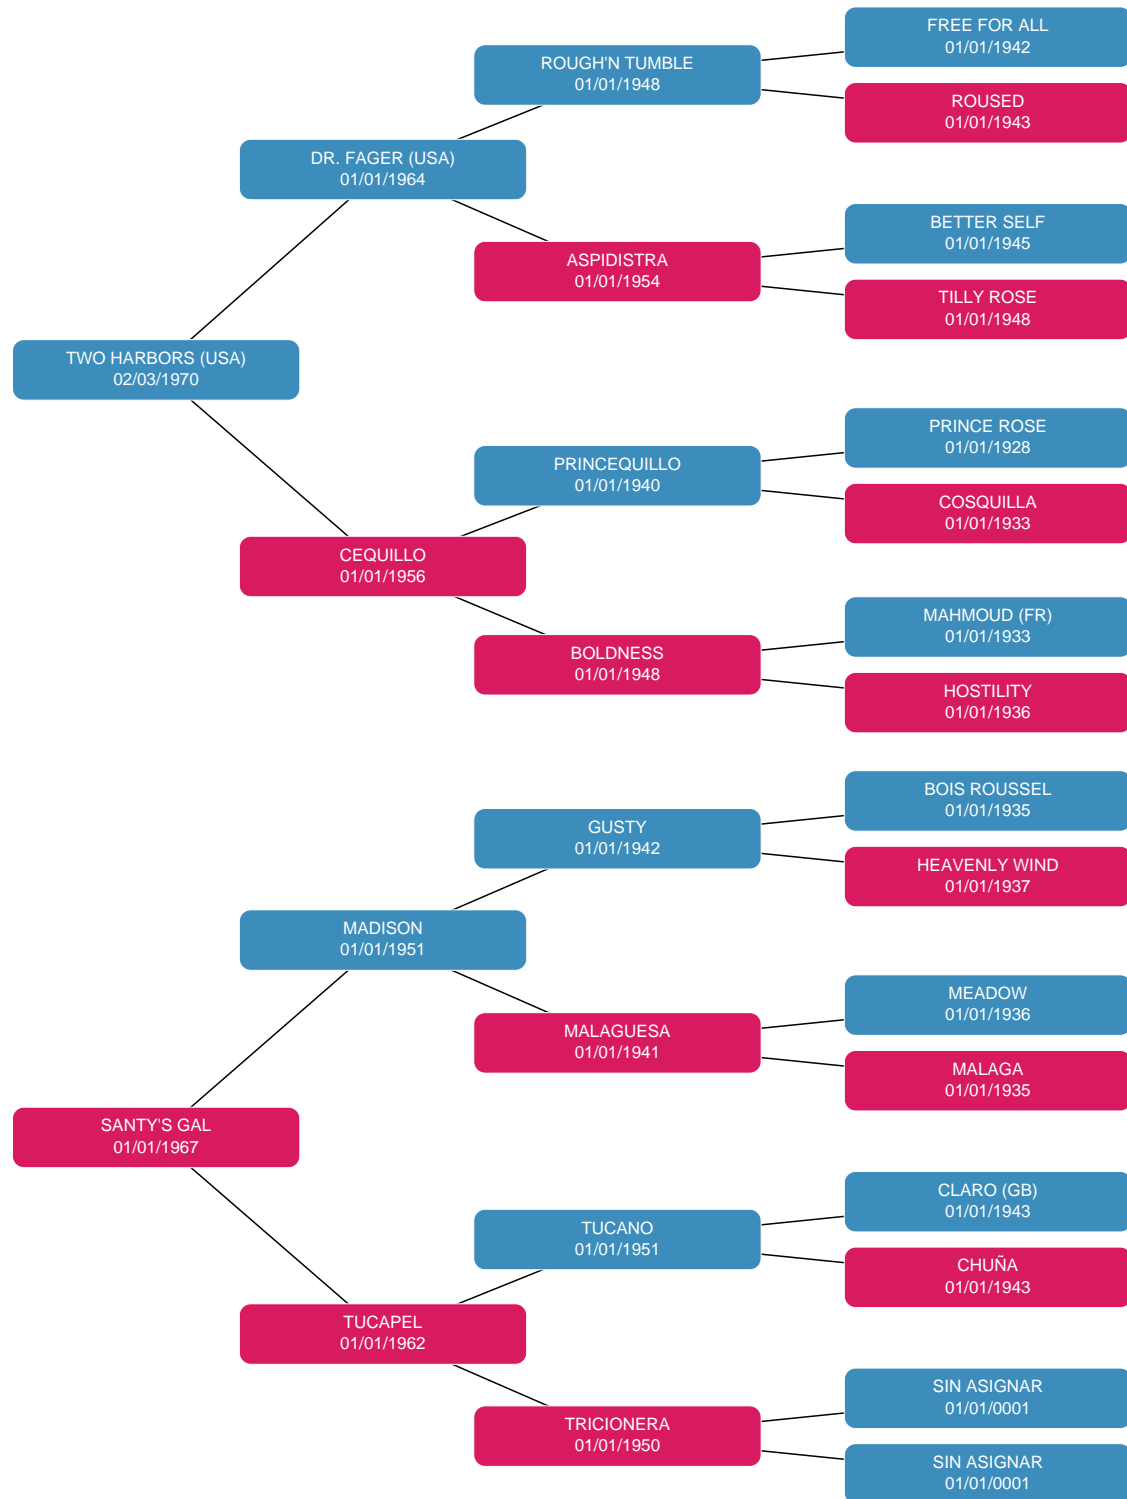 FREE FOR ALL
01/01/1942
ROUGH'N TUMBLE
01/01/1948
ROUSED
01/01/1943
DR. FAGER (USA)
01/01/1964
BETTER SELF
01/01/1945
ASPIDISTRA
01/01/1954
TILLY ROSE
01/01/1948
TWO HARBORS (USA)
02/03/1970
PRINCE ROSE
01/01/1928
PRINCEQUILLO
01/01/1940
COSQUILLA
01/01/1933
CEQUILLO
01/01/1956
MAHMOUD (FR)
01/01/1933
BOLDNESS
01/01/1948
HOSTILITY
01/01/1936
BOIS ROUSSEL
01/01/1935
GUSTY
01/01/1942
HEAVENLY WIND
01/01/1937
MADISON
01/01/1951
MEADOW
01/01/1936
MALAGUESA
01/01/1941
MALAGA
01/01/1935
SANTY'S GAL
01/01/1967
CLARO (GB)
01/01/1943
TUCANO
01/01/1951
CHUÑA
01/01/1943
TUCAPEL
01/01/1962
SIN ASIGNAR
01/01/0001
TRICIONERA
01/01/1950
SIN ASIGNAR
01/01/0001